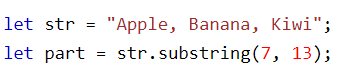 let str = "Apple, Banana, Kiwi";
let part = str.substring(7, 13);